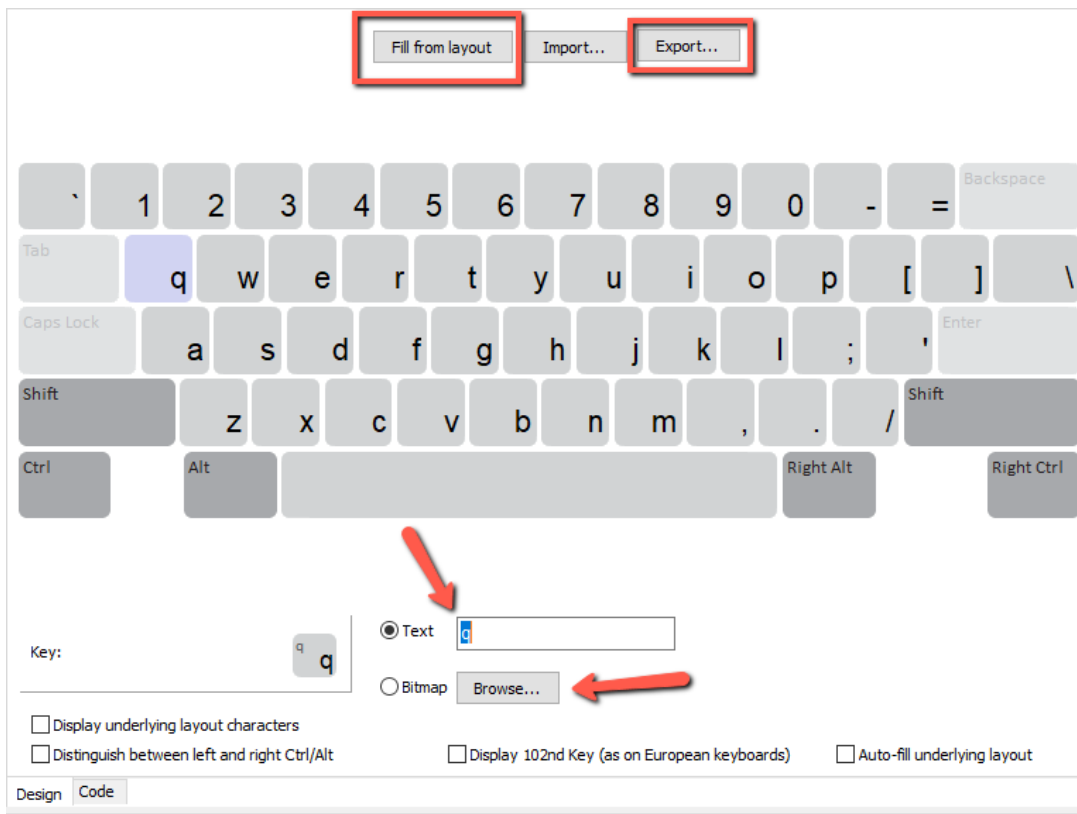 Fill from layout Import... Export...
` 1 2 3 4 5 6 7 8 9 0 - = Backspace
Tab q w e r t y u i o p [ ] \
Caps Lock a s d f g h j k l ; ' Enter
Shift z x c v b n m , . / Shift
Ctrl Alt Right Alt Right Ctrl
Text q
Key: q q
Bitmap Browse...
Display underlying layout characters
Distinguish between left and right Ctrl/Alt Display 102nd Key (as on European keyboards) Auto-fill underlying layout
Design Code